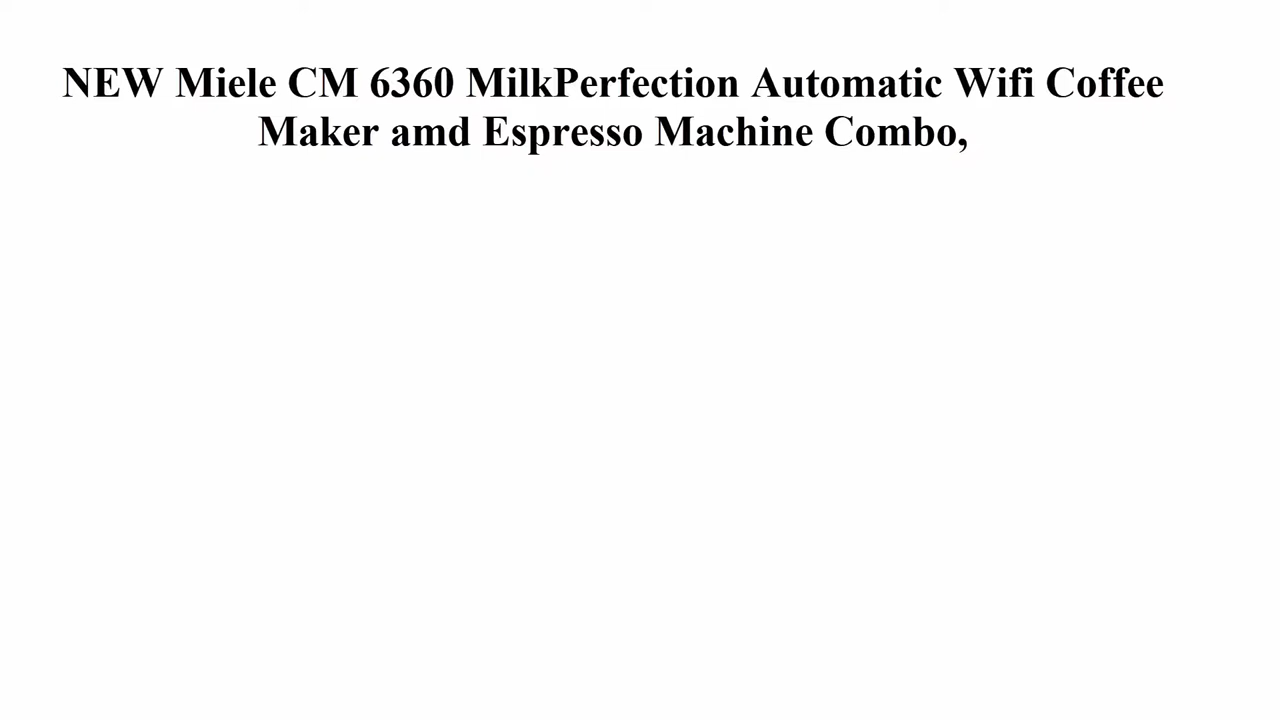 NEW Miele CM 6360 MilkPerfection Automatic Wifi Coffee
Maker amd Espresso Machine Combo,